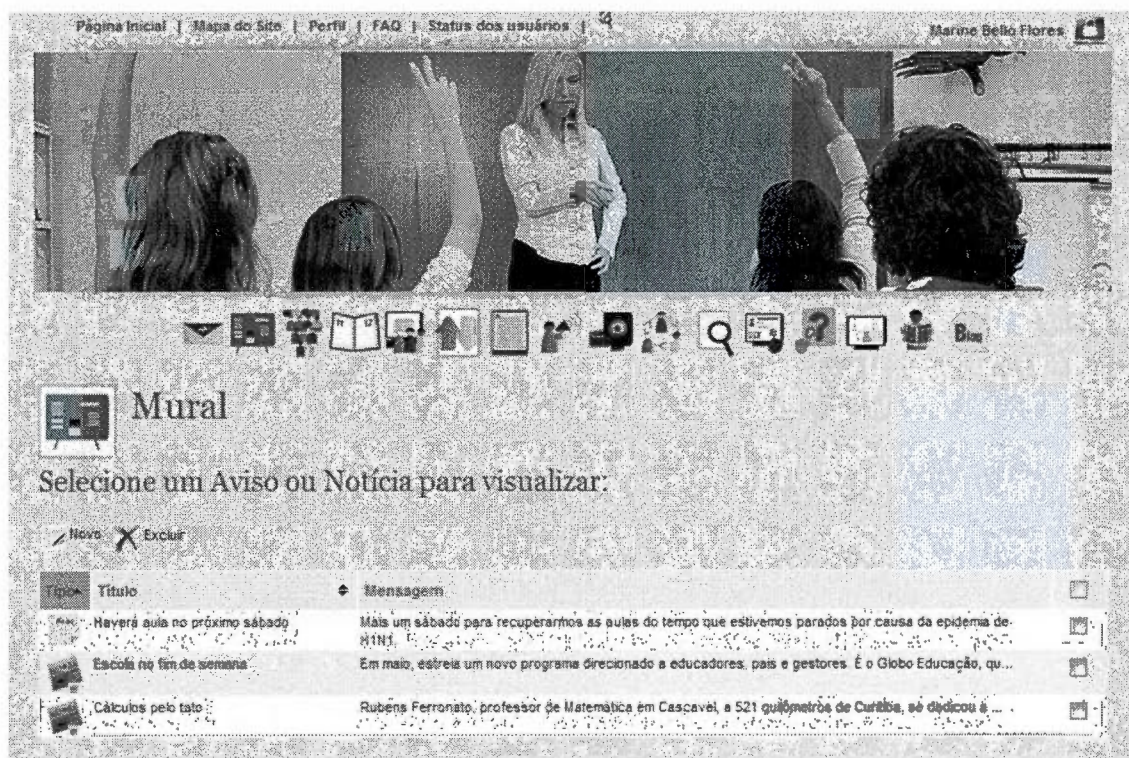 Página Inicial | Mapa do Site | Perfil | FAQ | Status dos usuários |
Marine Bello Flores
Blog
Mural
Selecione um Aviso ou Notícia para visualizar:
Novo Excluir
Tipo Título Mensagem
Haverá aula no próximo sábado Mais um sábado para recuperarmos as aulas do tempo que estivemos parados por causa da epidemia de H1N1
Escola no fim de semana Em maio, estreia um novo programa direcionado a educadores, pais e gestores. É o Globo Educação, qu...
Cálculos pelo tato Rubens Ferronato, professor de Matemática em Cascavel, a 521 quilômetros de Curitiba, se dedicou a ...